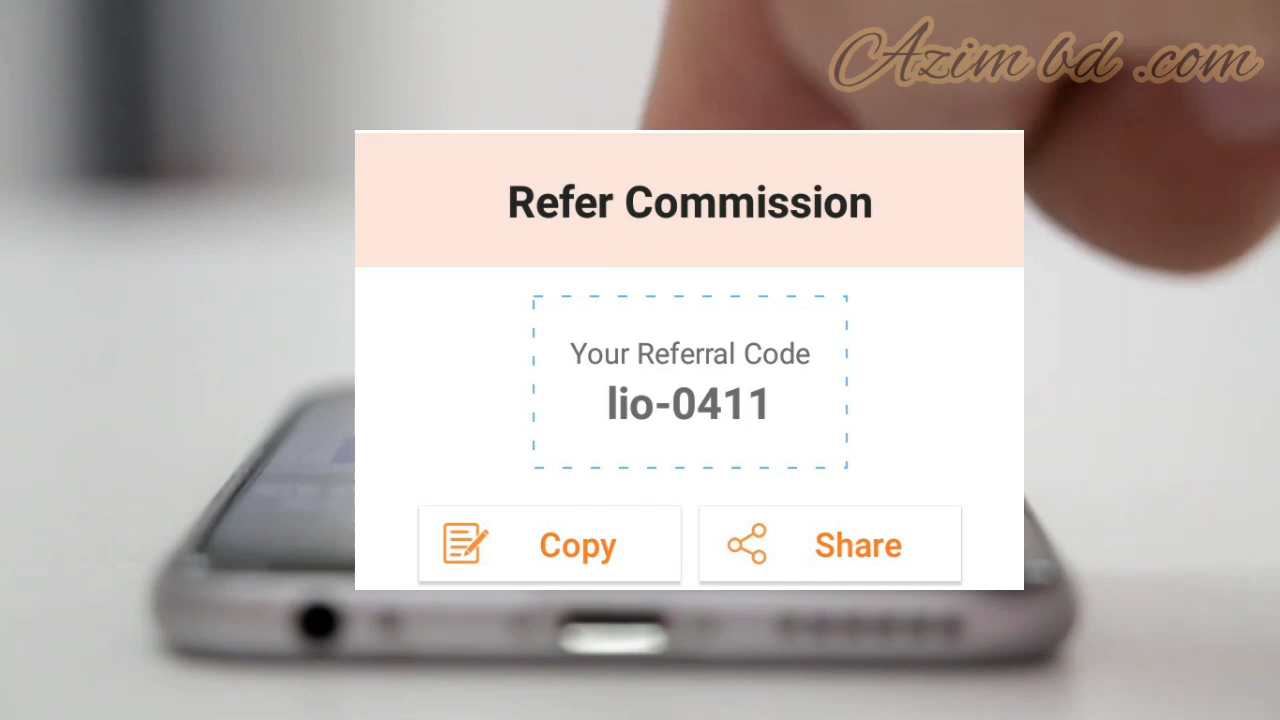 Azim bd .com
Refer Commission
Your Referral Code
lio-0411
Copy
Share